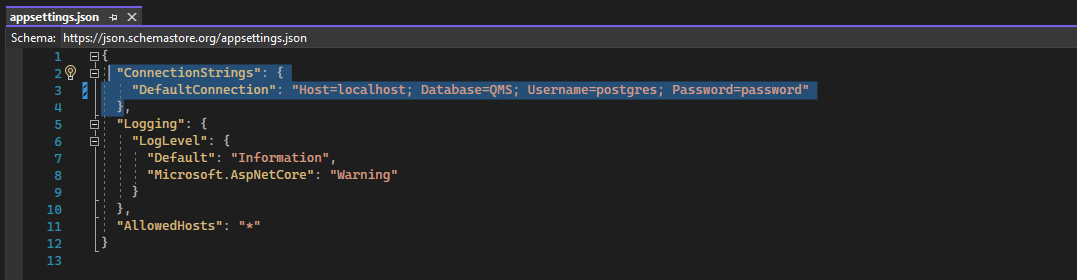 appsettings.json
Schema: https://json.schemastore.org/appsettings.json
1 {
2 "ConnectionStrings": {
3 "DefaultConnection": "Host=localhost; Database=QMS; Username=postgres; Password=password"
4 },
5 "Logging": {
6 "LogLevel": {
7 "Default": "Information",
8 "Microsoft.AspNetCore": "Warning"
9 }
10 },
11 "AllowedHosts": "*"
12 }
13